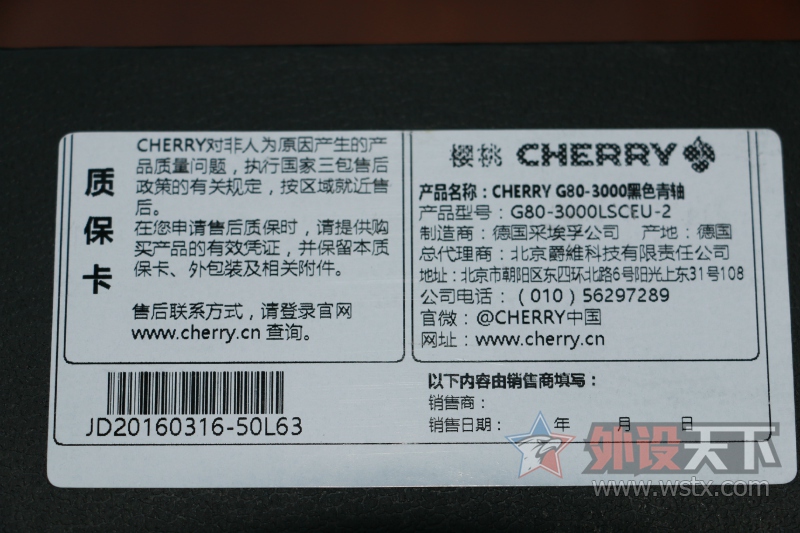 质保卡
CHERRY对非人为原因产生的产
品质量问题，执行国家三包售后
政策的有关规定，按区域就近售
后。
在您申请售后质保时，请提供购
买产品的有效凭证，并保留本质
保卡、外包装及相关附件。
售后联系方式，请登录官网
www.cherry.cn 查询。
樱桃 CHERRY
产品名称：CHERRY G80-3000黑色青轴
产品型号：G80-3000LSCEU-2
制造商：德国采埃孚公司 产地：德国
总代理商：北京爵維科技有限责任公司
地址：北京市朝阳区东四环北路6号阳光上东31号108
公司电话：（010）56297289
官微：@CHERRY中国
网址：www.cherry.cn
JD20160316-50L63
以下内容由销售商填写：
销售商：
销售日期： 年 月 日
外设天下
www.wstx.com